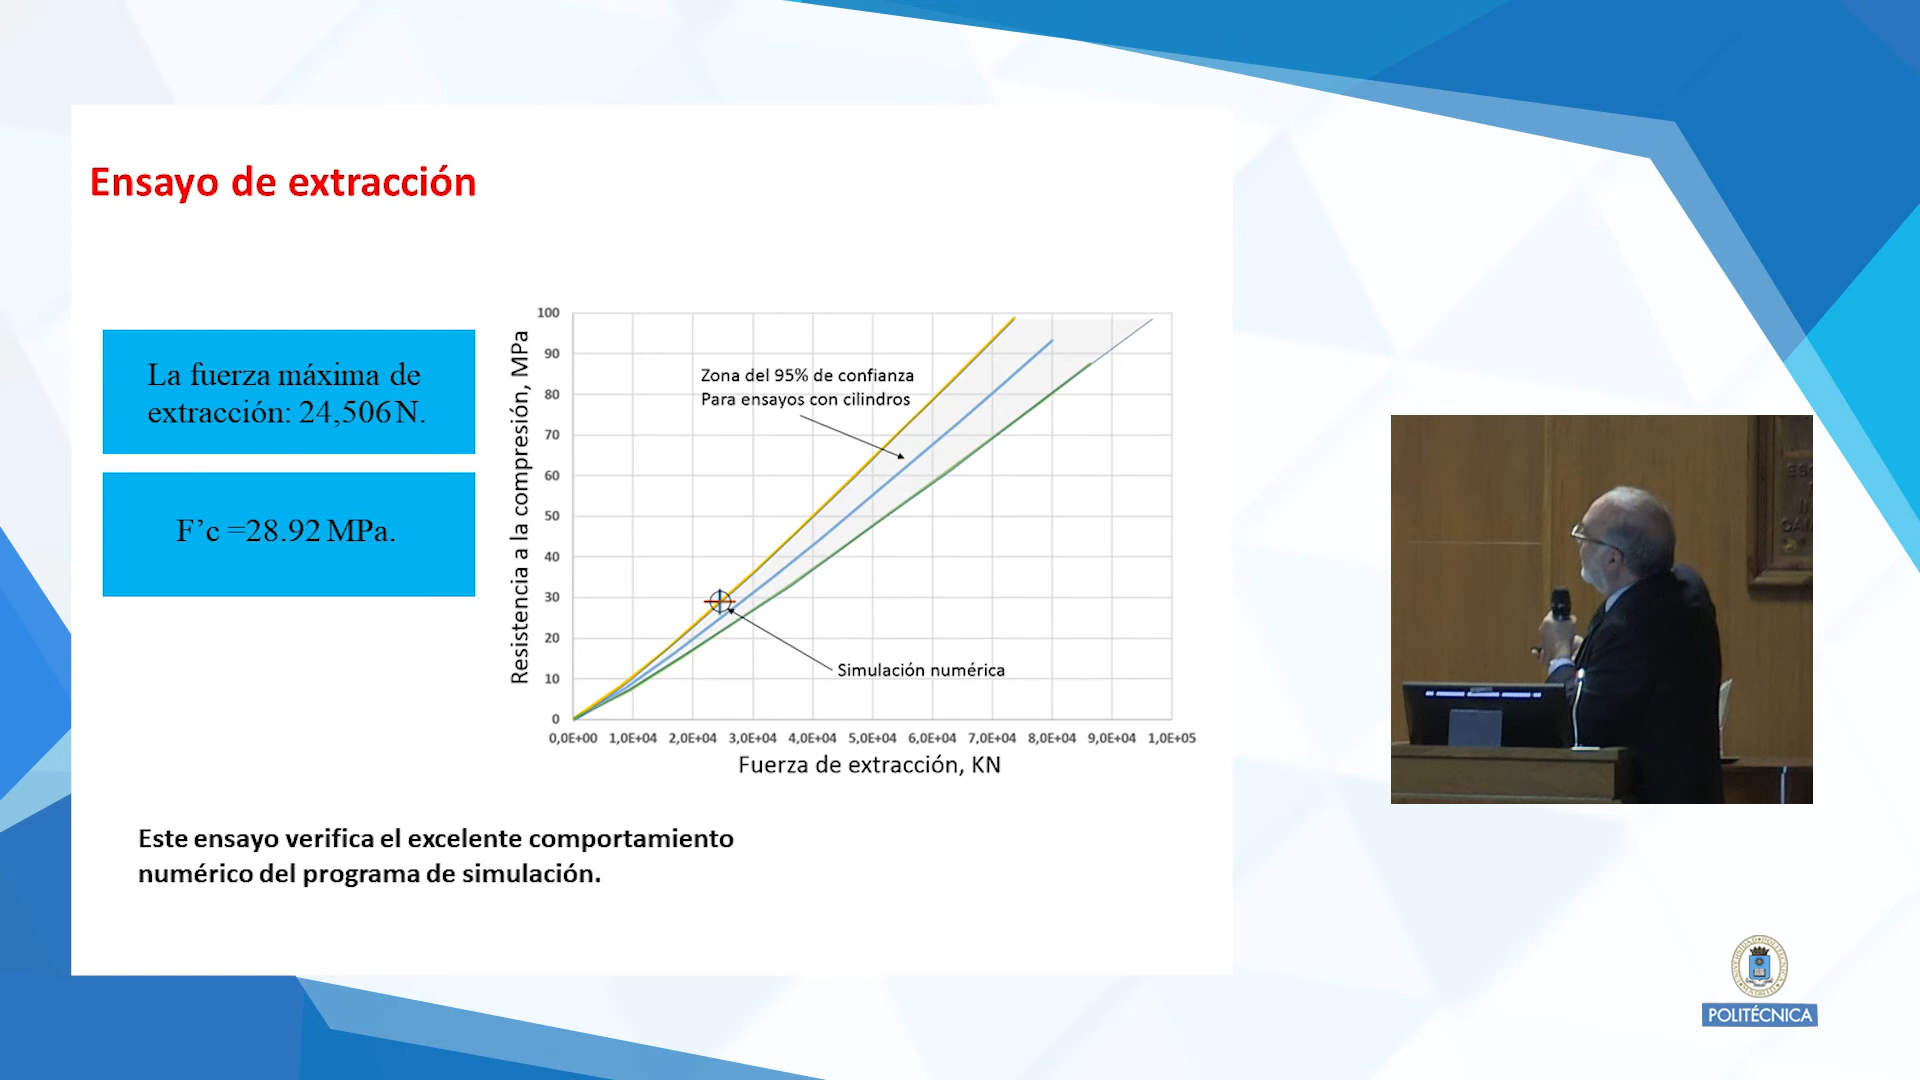 Ensayo de extracción
La fuerza máxima de
extracción: 24,506 N.
F’c =28.92 MPa.
Resistencia a la compresión, MPa
100
90
80
70
60
50
40
30
20
10
0
Zona del 95% de confianza
Para ensayos con cilindros
Simulación numérica
0,0E+00 1,0E+04 2,0E+04 3,0E+04 4,0E+04 5,0E+04 6,0E+04 7,0E+04 8,0E+04 9,0E+04 1,0E+05
Fuerza de extracción, KN
Este ensayo verifica el excelente comportamiento
numérico del programa de simulación.
POLITÉCNICA